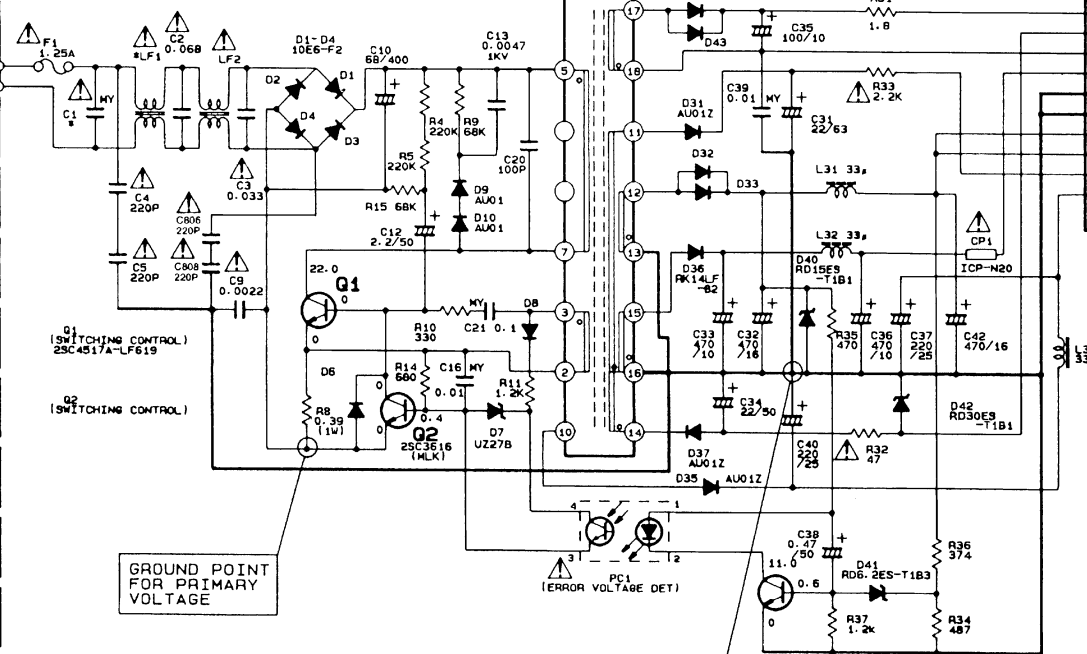 F1
1.25A
*LF1
C2
0.068
LF2
D1-D4
10E6-F2
C10
68/400
C13
0.0047
1KV
17
D43
C35
100/10
1.8
D2
D1
D4
D3
C1
*
MY
5
18
R4
220K
R9
68K
C39
0.01
MY
D31
AU01Z
R33
2.2K
C31
22/63
11
R5
220K
C20
100P
D32
C3
0.033
C4
220P
R15 68K
D9
AU01
D10
AU01
12
D33
L31 33μ
C806
220P
C12
2.2/50
L32 33μ
CP1
ICP-N20
C5
220P
C808
220P
C9
0.0022
7
13
D36
RK14LF
-B2
D40
RD15ES
-T1B1
22.0
Q1
0
0
R10
330
MY
C21 0.1
D8
3
15
C33
470
/10
C32
470
/16
R35
470
C36
470
/10
C37
220
/25
C42
470/16
Q1
(SWITCHING CONTROL)
2SC4517A-LF619
D6
R14
680
C16
MY
0.01
R11
1.2K
2
16
Q2
(SWITCHING CONTROL)
R8
0.39
(1W)
0
0
0.4
Q2
2SC3616
(MLK)
D7
UZ27B
C34
22/50
10
14
D42
RD30ES
-T1B1
D37
AU01Z
C40
220
/25
R32
47
D35
AU01Z
4
1
3
2
PC1
(ERROR VOLTAGE DET)
C38
0.47
/50
GROUND POINT
FOR PRIMARY
VOLTAGE
11.0
0.6
0
D41
RD6.2ES-T1B3
R36
374
R37
1.2K
R34
487